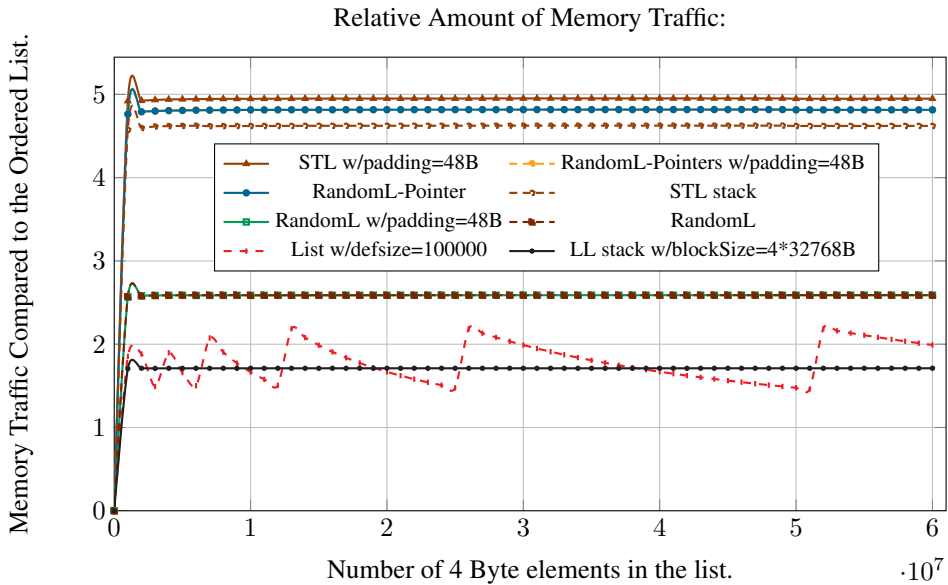 Relative Amount of Memory Traffic:
Memory Traffic Compared to the Ordered List.
5
4
3
2
1
0
STL w/padding=48B RandomL-Pointers w/padding=48B
RandomL-Pointer STL stack
RandomL w/padding=48B RandomL
List w/defsize=100000 LL stack w/blockSize=4*32768B
0 1 2 3 4 5 6
Number of 4 Byte elements in the list. ·10⁷